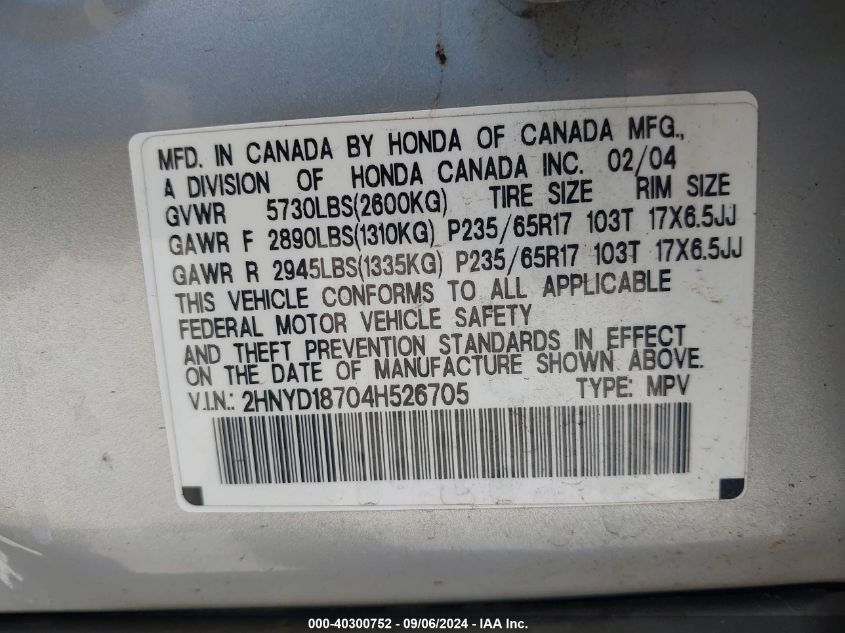 MFD. IN CANADA BY HONDA OF CANADA MFG.,
A DIVISION OF HONDA CANADA INC. 02/04
GVWR 5730LBS(2600KG) TIRE SIZE RIM SIZE
GAWR F 2890LBS(1310KG) P235/65R17 103T 17X6.5JJ
GAWR R 2945LBS(1335KG) P235/65R17 103T 17X6.5JJ
THIS VEHICLE CONFORMS TO ALL APPLICABLE
FEDERAL MOTOR VEHICLE SAFETY
AND THEFT PREVENTION STANDARDS IN EFFECT
ON THE DATE OF MANUFACTURE SHOWN ABOVE.
V.I.N.: 2HNYD18704H526705 TYPE: MPV
000-40300752 — 09/06/2024 — IAA Inc.